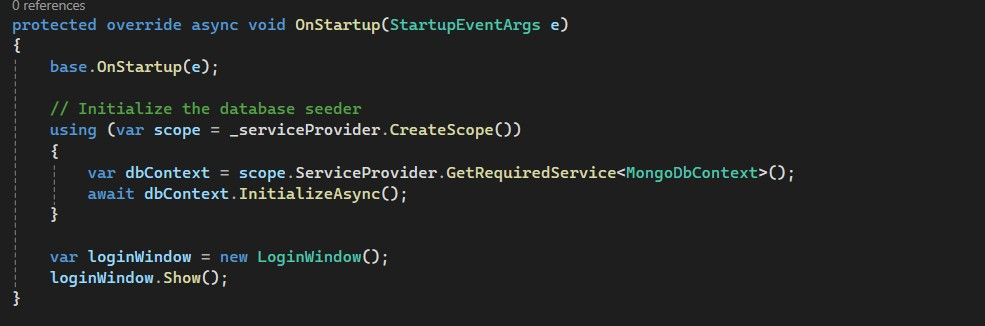 0 references
protected override async void OnStartup(StartupEventArgs e)
{
base.OnStartup(e);
// Initialize the database seeder
using (var scope = _serviceProvider.CreateScope())
{
var dbContext = scope.ServiceProvider.GetRequiredService<MongoDbContext>();
await dbContext.InitializeAsync();
}
var loginWindow = new LoginWindow();
loginWindow.Show();
}